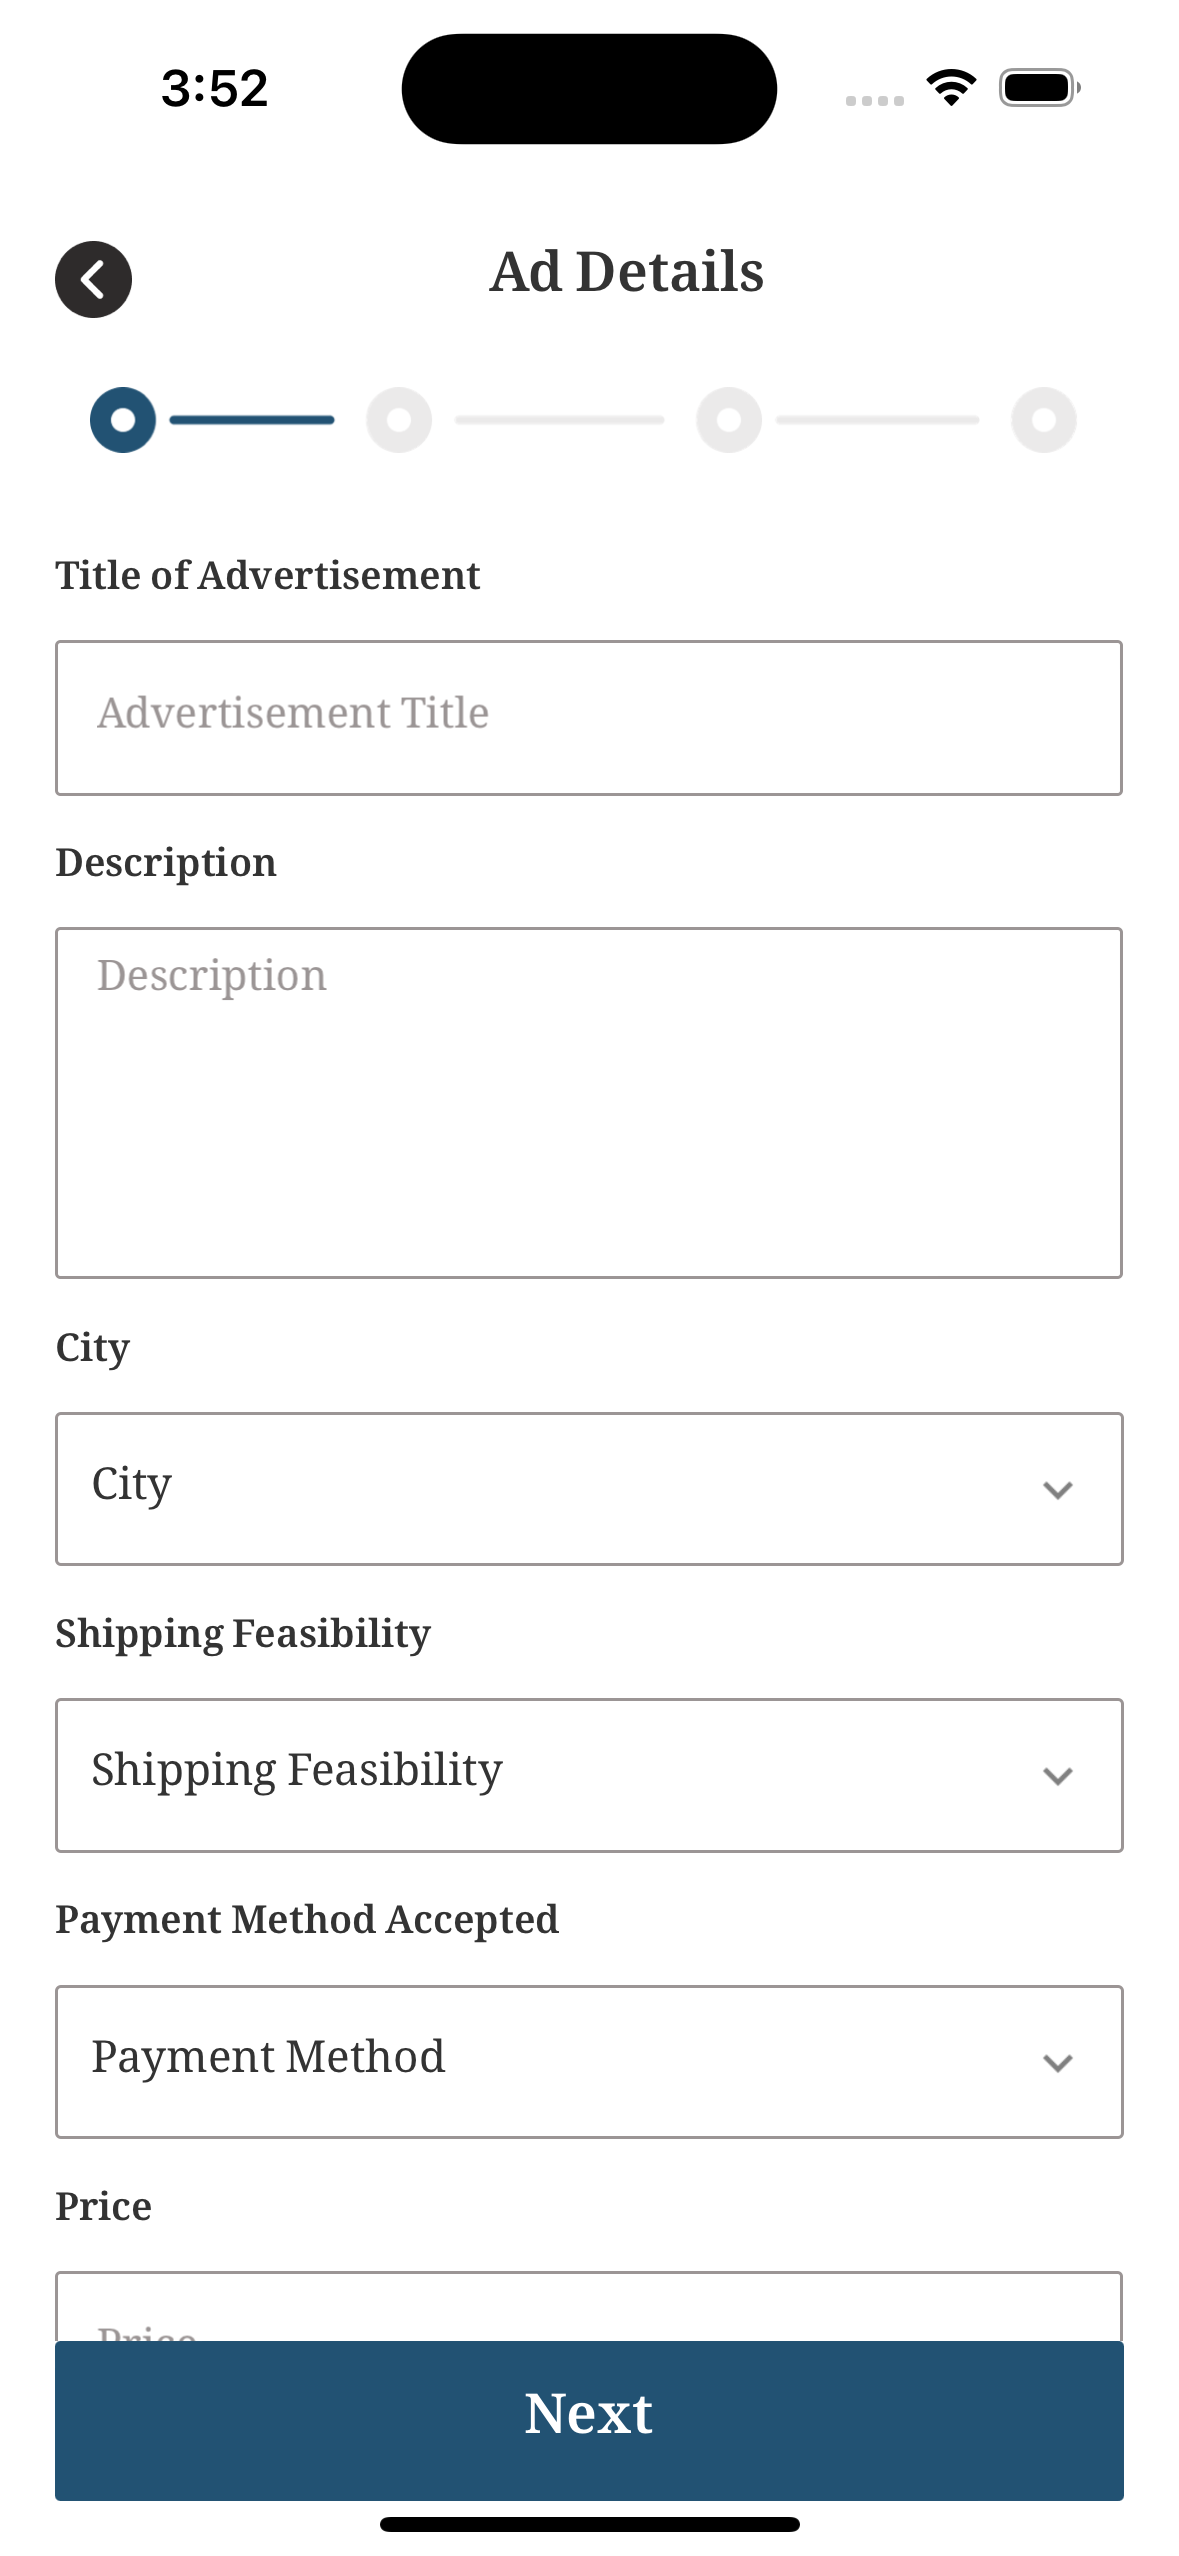 3:52
Ad Details
Title of Advertisement
Advertisement Title
Description
Description
City
City
Shipping Feasibility
Shipping Feasibility
Payment Method Accepted
Payment Method
Price
Price
Next